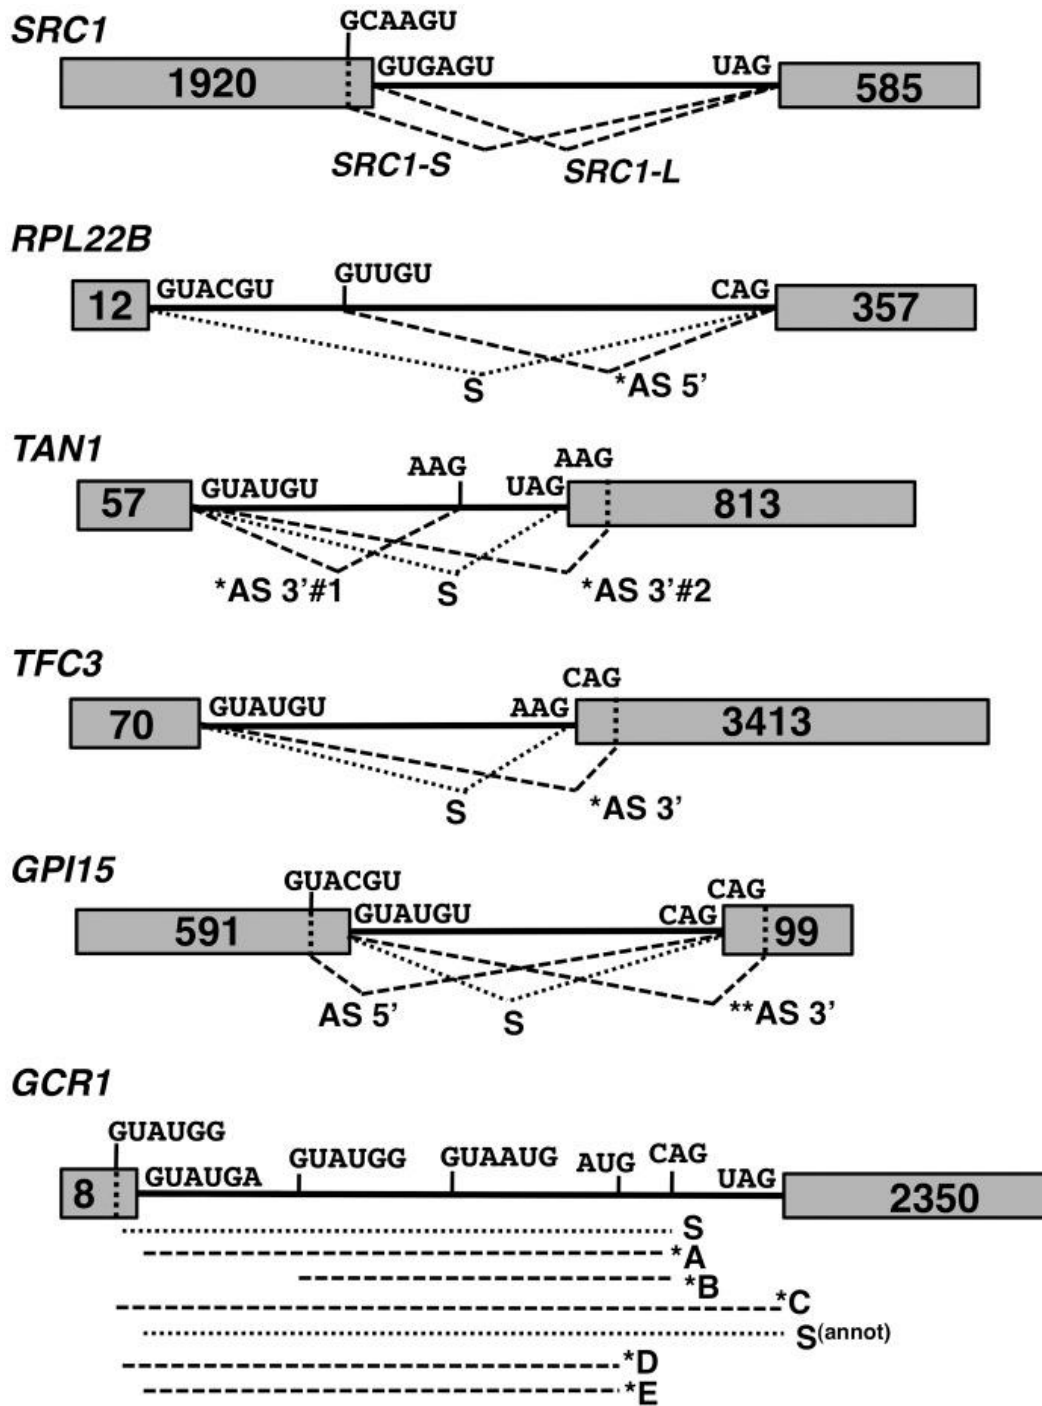 SRC1
GCAAGU
1920
GUGAGU
UAG
585
SRC1-S
SRC1-L
RPL22B
12
GUACGU
GUUGU
CAG
357
S
*AS 5’
TAN1
57
GUAUGU
AAG
UAG
AAG
813
*AS 3’#1
S
*AS 3’#2
TFC3
70
GUAUGU
AAG
CAG
3413
S
*AS 3’
GPI15
GUACGU
591
GUAUGU
CAG
CAG
99
AS 5’
S
**AS 3’
GCR1
GUAUGG
8
GUAUGA
GUAUGG
GUAAUG
AUG
CAG
UAG
2350
S
*A
*B
*C
S(annot)
*D
*E